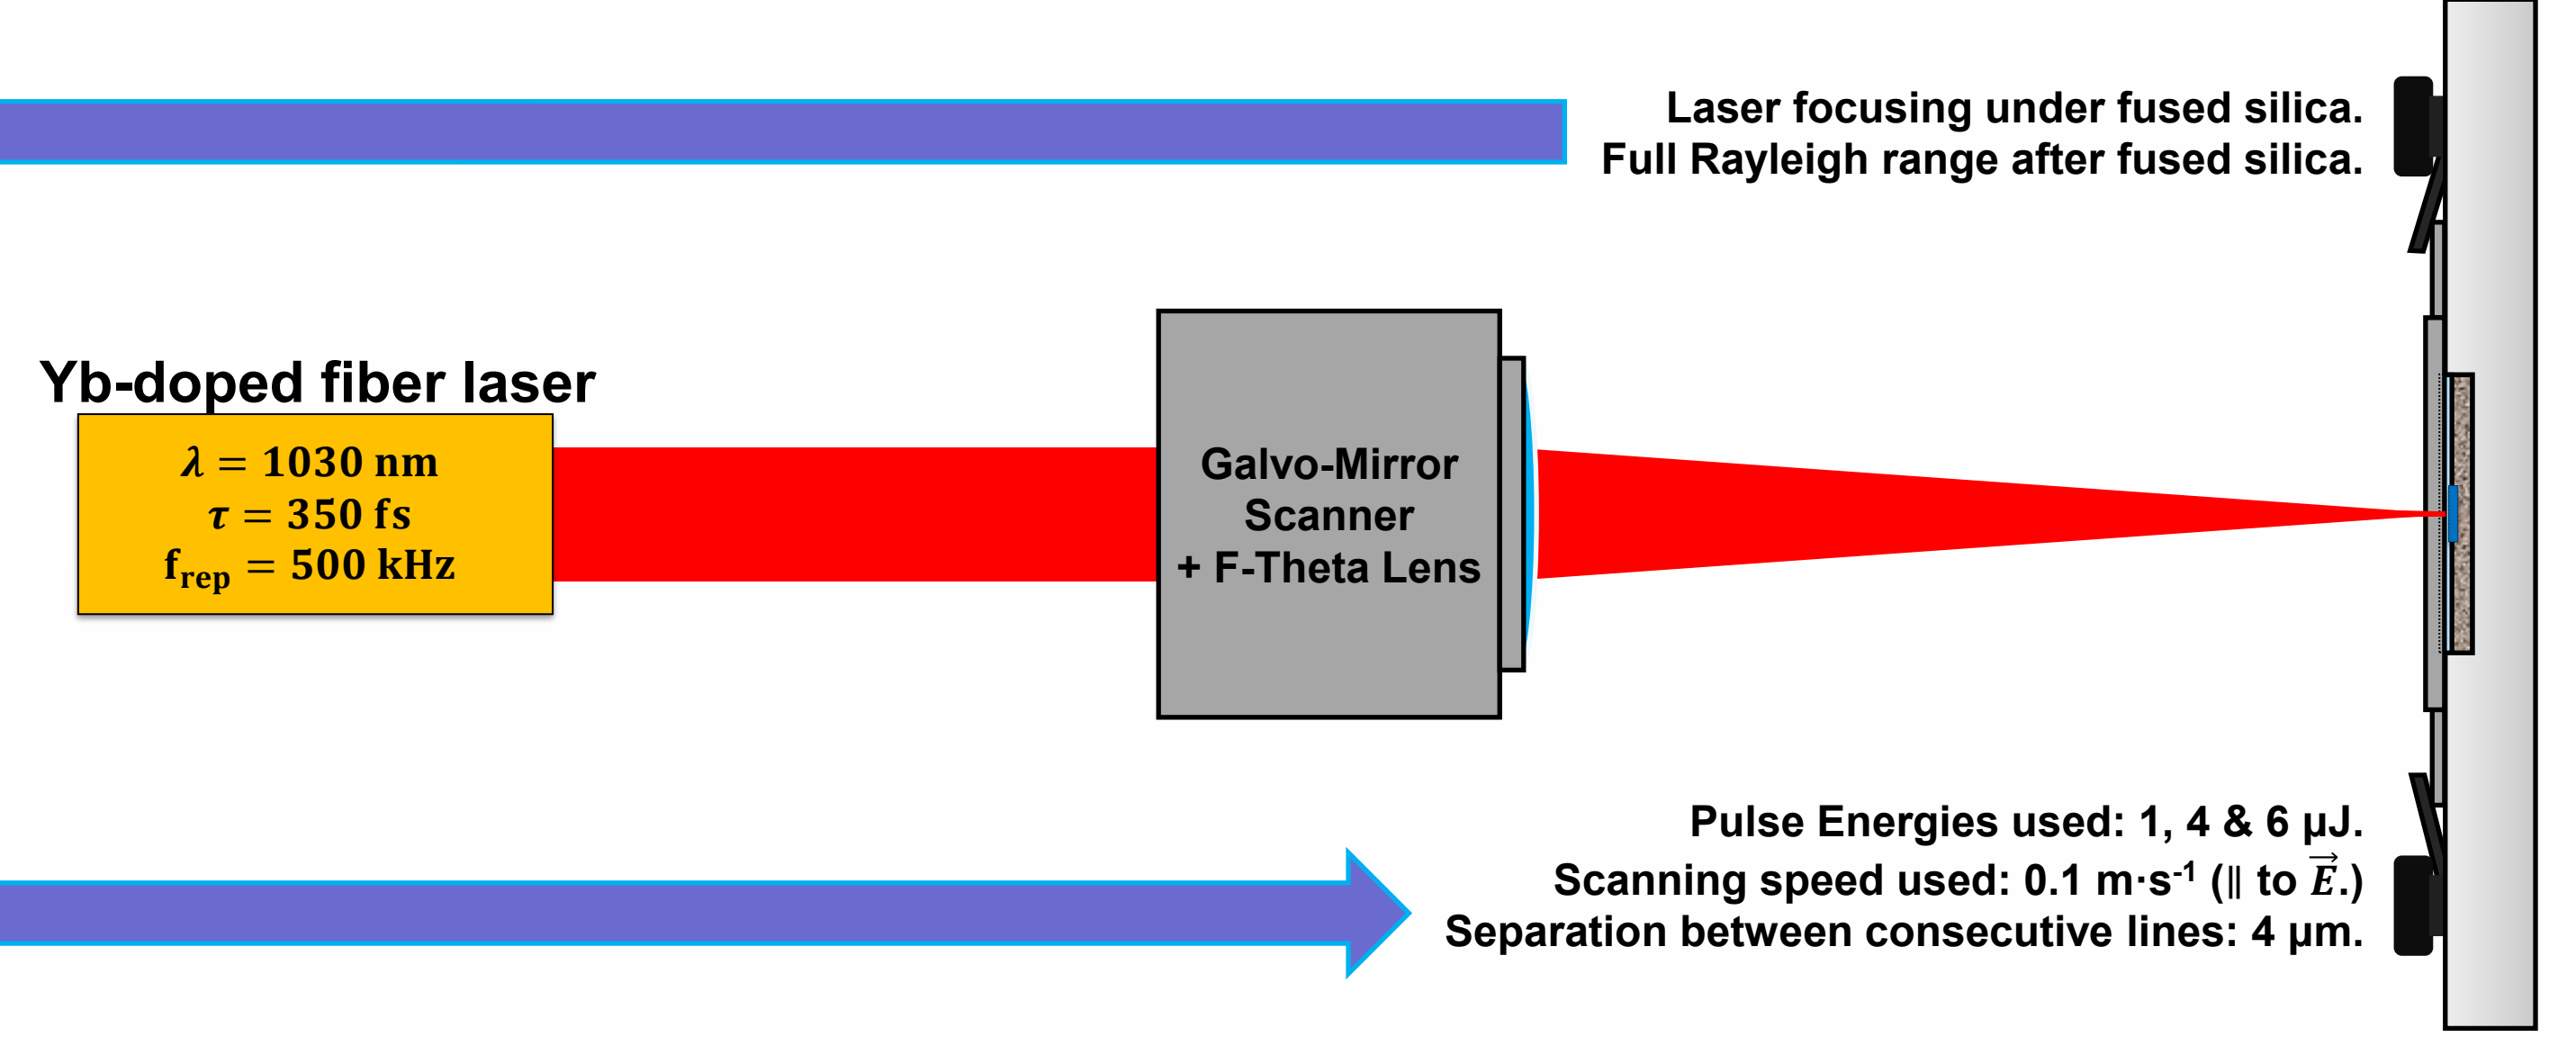 Laser focusing under fused silica.
Full Rayleigh range after fused silica.
Yb-doped fiber laser
λ = 1030 nm
τ = 350 fs
f_rep = 500 kHz
Galvo-Mirror
Scanner
+ F-Theta Lens
Pulse Energies used: 1, 4 & 6 µJ.
Scanning speed used: 0.1 m·s⁻¹ (∥ to E⃗.)
Separation between consecutive lines: 4 µm.